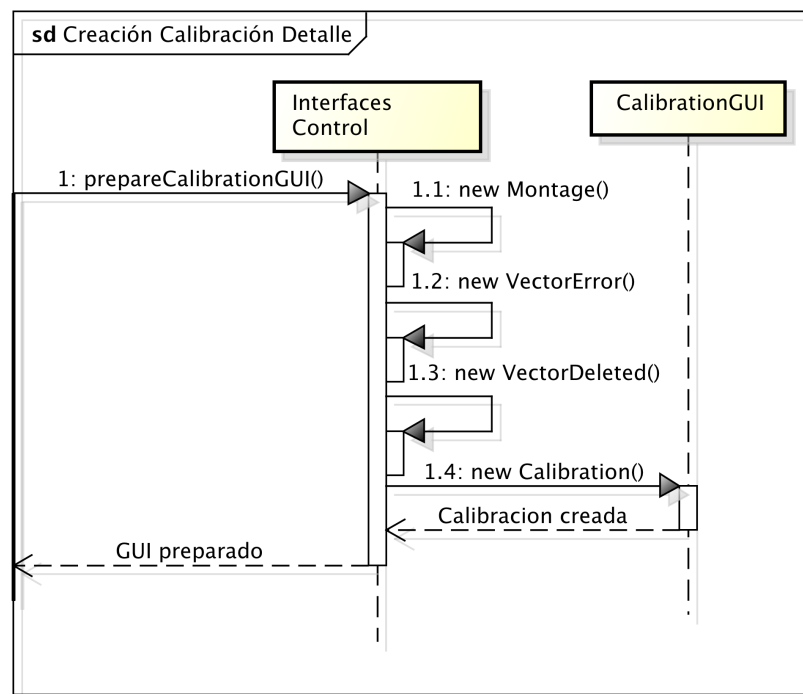 sd Creación Calibración Detalle
Interfaces
Control
CalibrationGUI
1: prepareCalibrationGUI()
1.1: new Montage()
1.2: new VectorError()
1.3: new VectorDeleted()
1.4: new Calibration()
Calibracion creada
GUI preparado